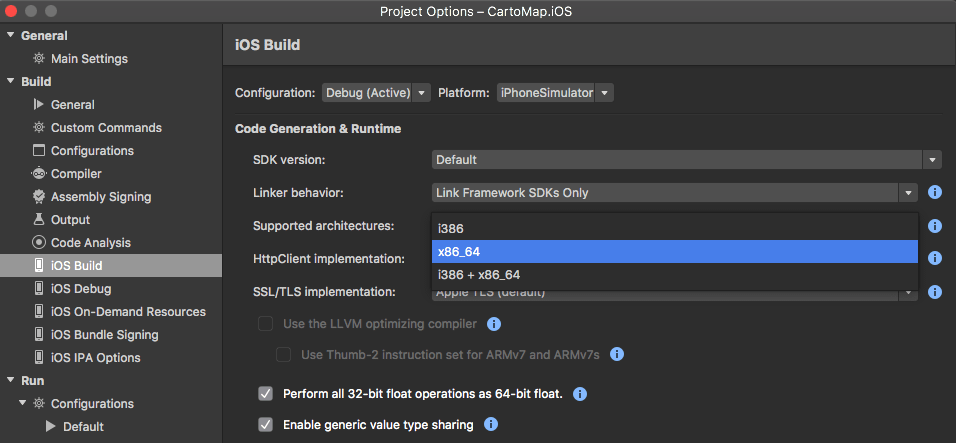 Project Options – CartoMap.iOS
General
Main Settings
Build
General
Custom Commands
Configurations
Compiler
Assembly Signing
Output
Code Analysis
iOS Build
iOS Debug
iOS On-Demand Resources
iOS Bundle Signing
iOS IPA Options
Run
Configurations
Default
iOS Build
Configuration: Debug (Active) Platform: iPhoneSimulator
Code Generation & Runtime
SDK version: Default
Linker behavior: Link Framework SDKs Only
Supported architectures:
i386
x86_64
i386 + x86_64
HttpClient implementation:
SSL/TLS implementation: Apple TLS (default)
Use the LLVM optimizing compiler
Use Thumb-2 instruction set for ARMv7 and ARMv7s
Perform all 32-bit float operations as 64-bit float.
Enable generic value type sharing